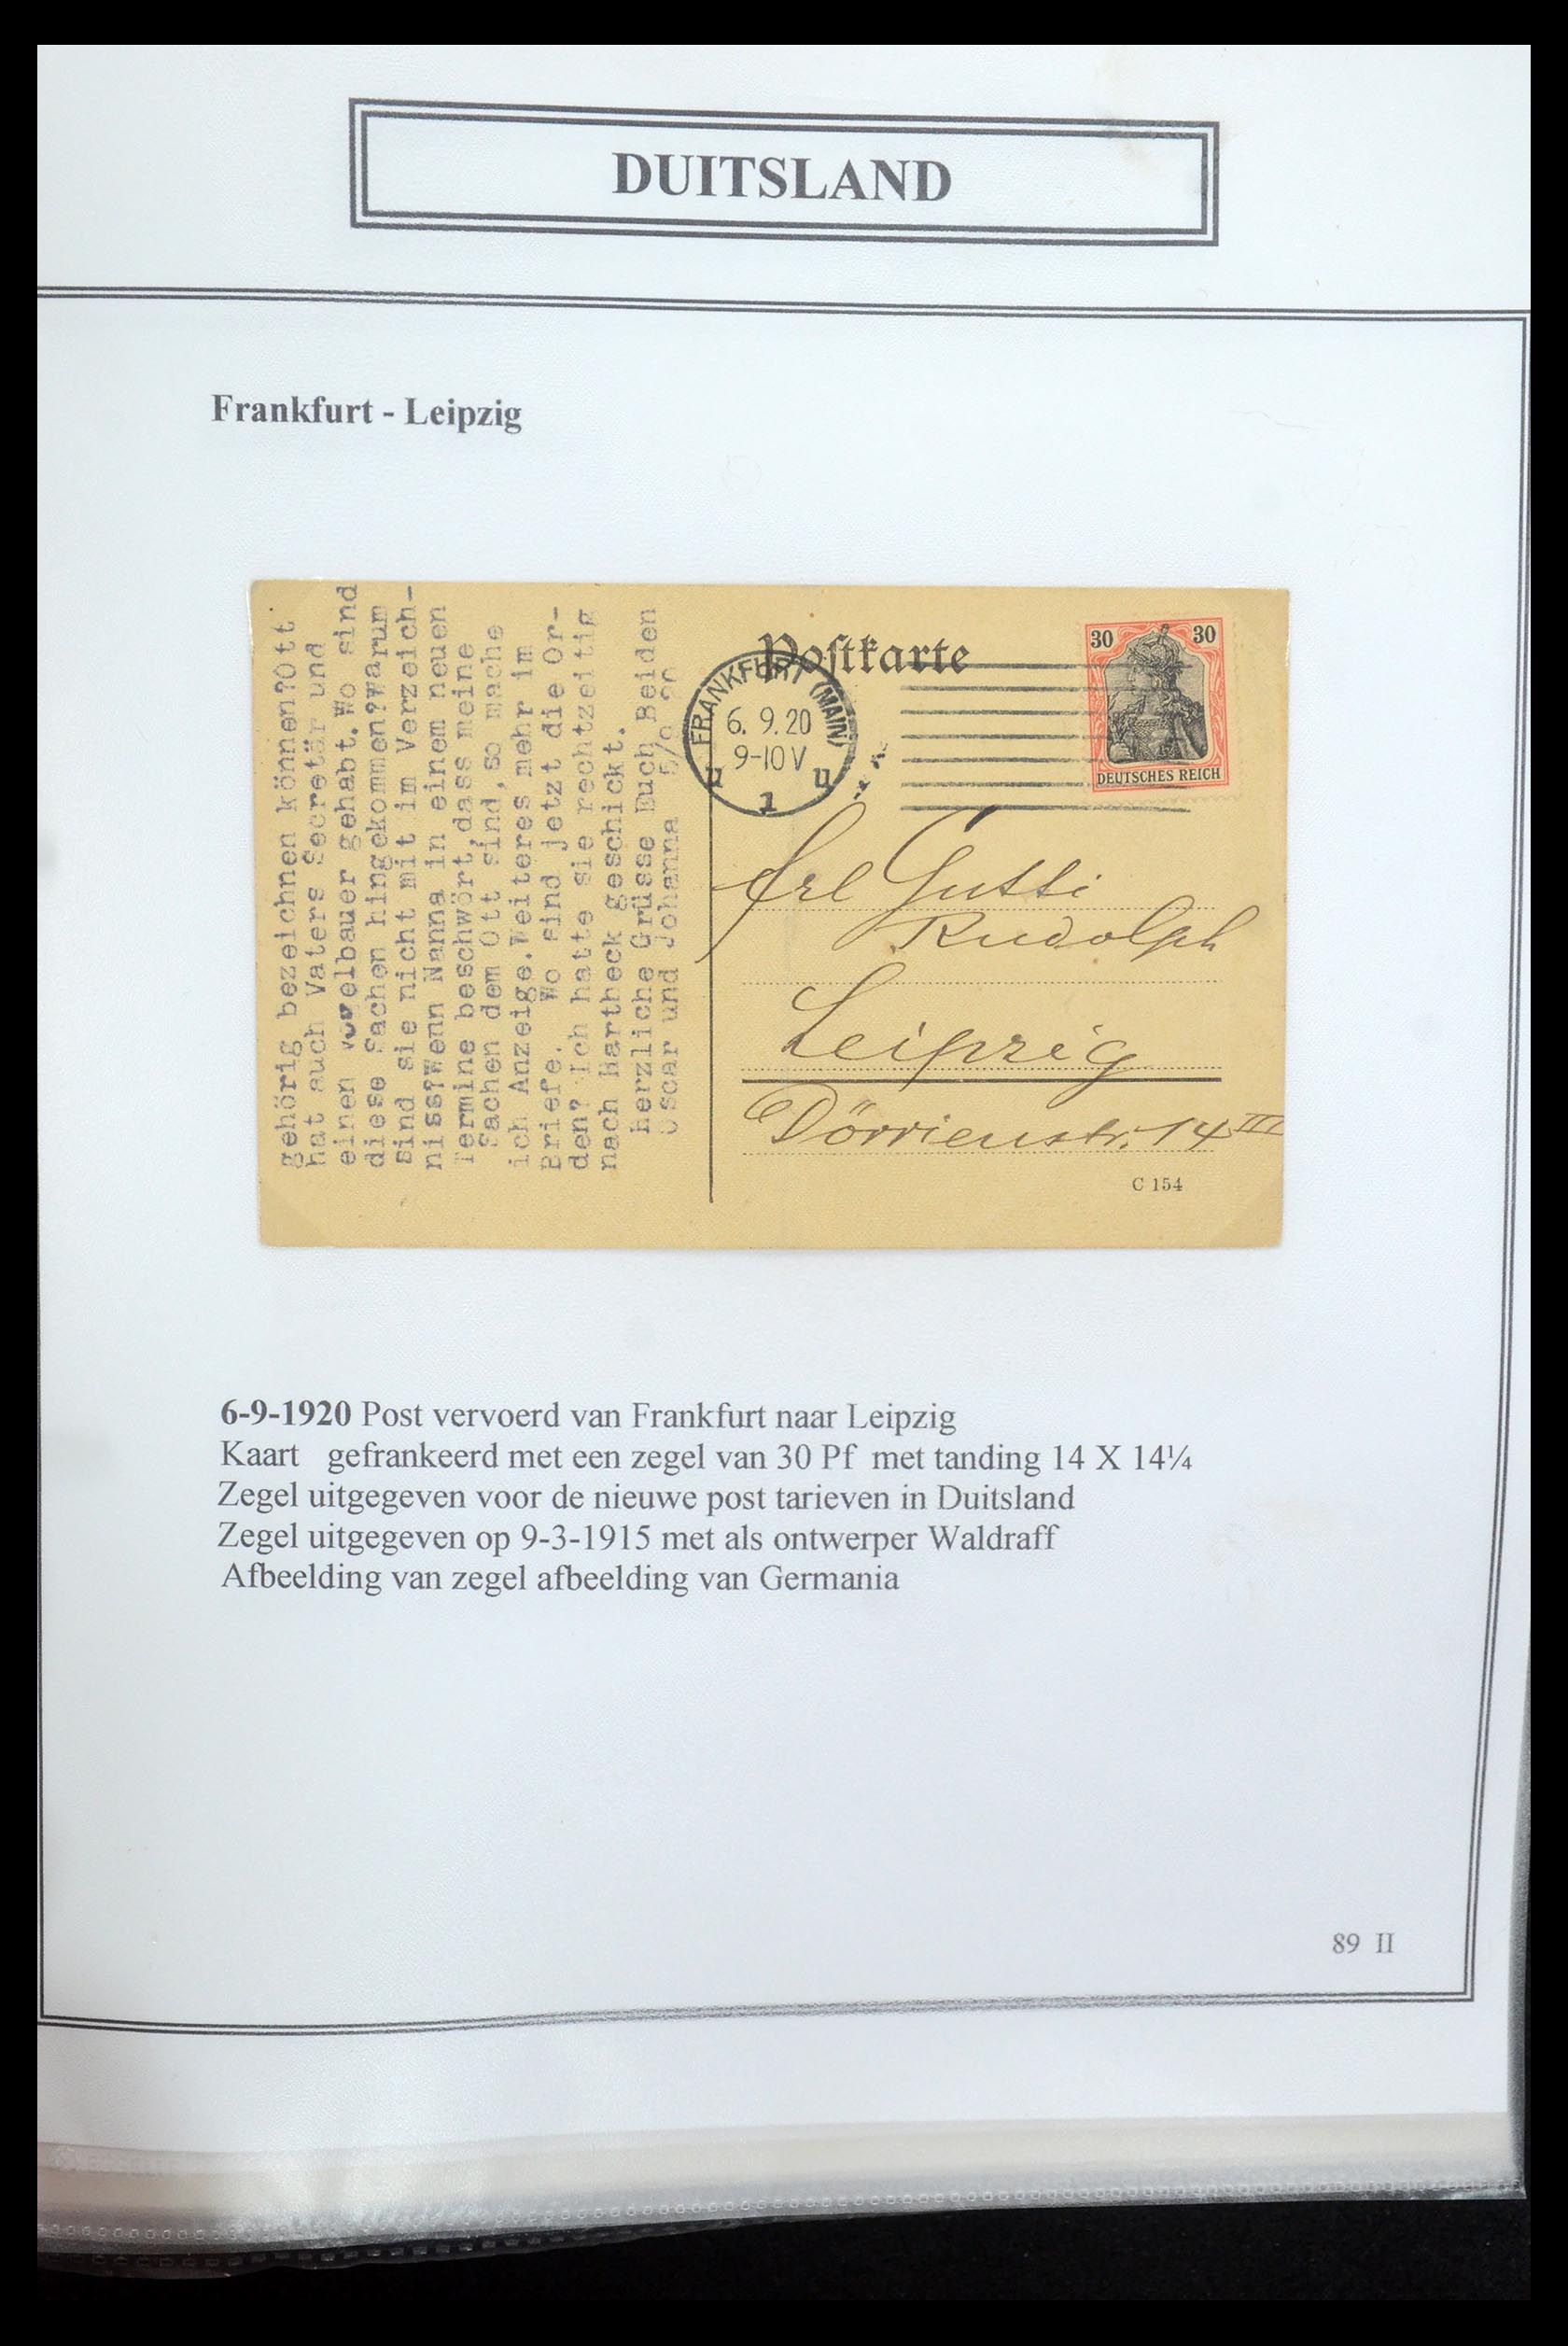 DUITSLAND
Frankfurt - Leipzig
gehörig bezeichnen können?Ott
hat auch Vaters Secretär und
einen vogelbauer gehabt.Wo sind
diese Sachen hingekommen?Warum
sind sie nicht mit im Verzeich-
niss?Wenn Nanna in einem neuen
Termine beschwört,dass meine
Sachen dem Ott sind,so mache
ich Anzeige.Weiteres mehr im
Briefe. Wo sind jetzt die Or-
den? Ich hatte sie rechtzeitig
nach Hartheck geschickt.
Herzliche Grüsse Euch Beiden
Oscar und Johanna 5/9 20
Postkarte
FRANKFURT (MAIN)
6. 9.20
9-10 V
u 1 u
30 30
DEUTSCHES REICH
Frl Gutti
Rudolph
Leipzig
Dörrienstr. 14 III
C 154
6-9-1920 Post vervoerd van Frankfurt naar Leipzig
Kaart gefrankeerd met een zegel van 30 Pf met tanding 14 X 14¼
Zegel uitgegeven voor de nieuwe post tarieven in Duitsland
Zegel uitgegeven op 9-3-1915 met als ontwerper Waldraff
Afbeelding van zegel afbeelding van Germania
89 II